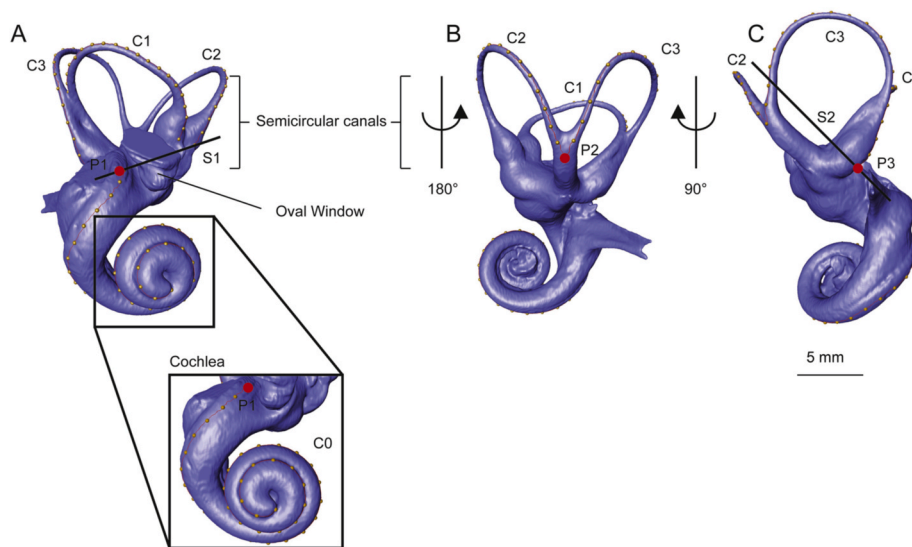 A
C1
C2
C3
P1
S1
Semicircular canals
Oval Window
Cochlea
P1
C0
180°
B
C2
C3
C1
P2
90°
C
C3
C2
C
S2
P3
5 mm